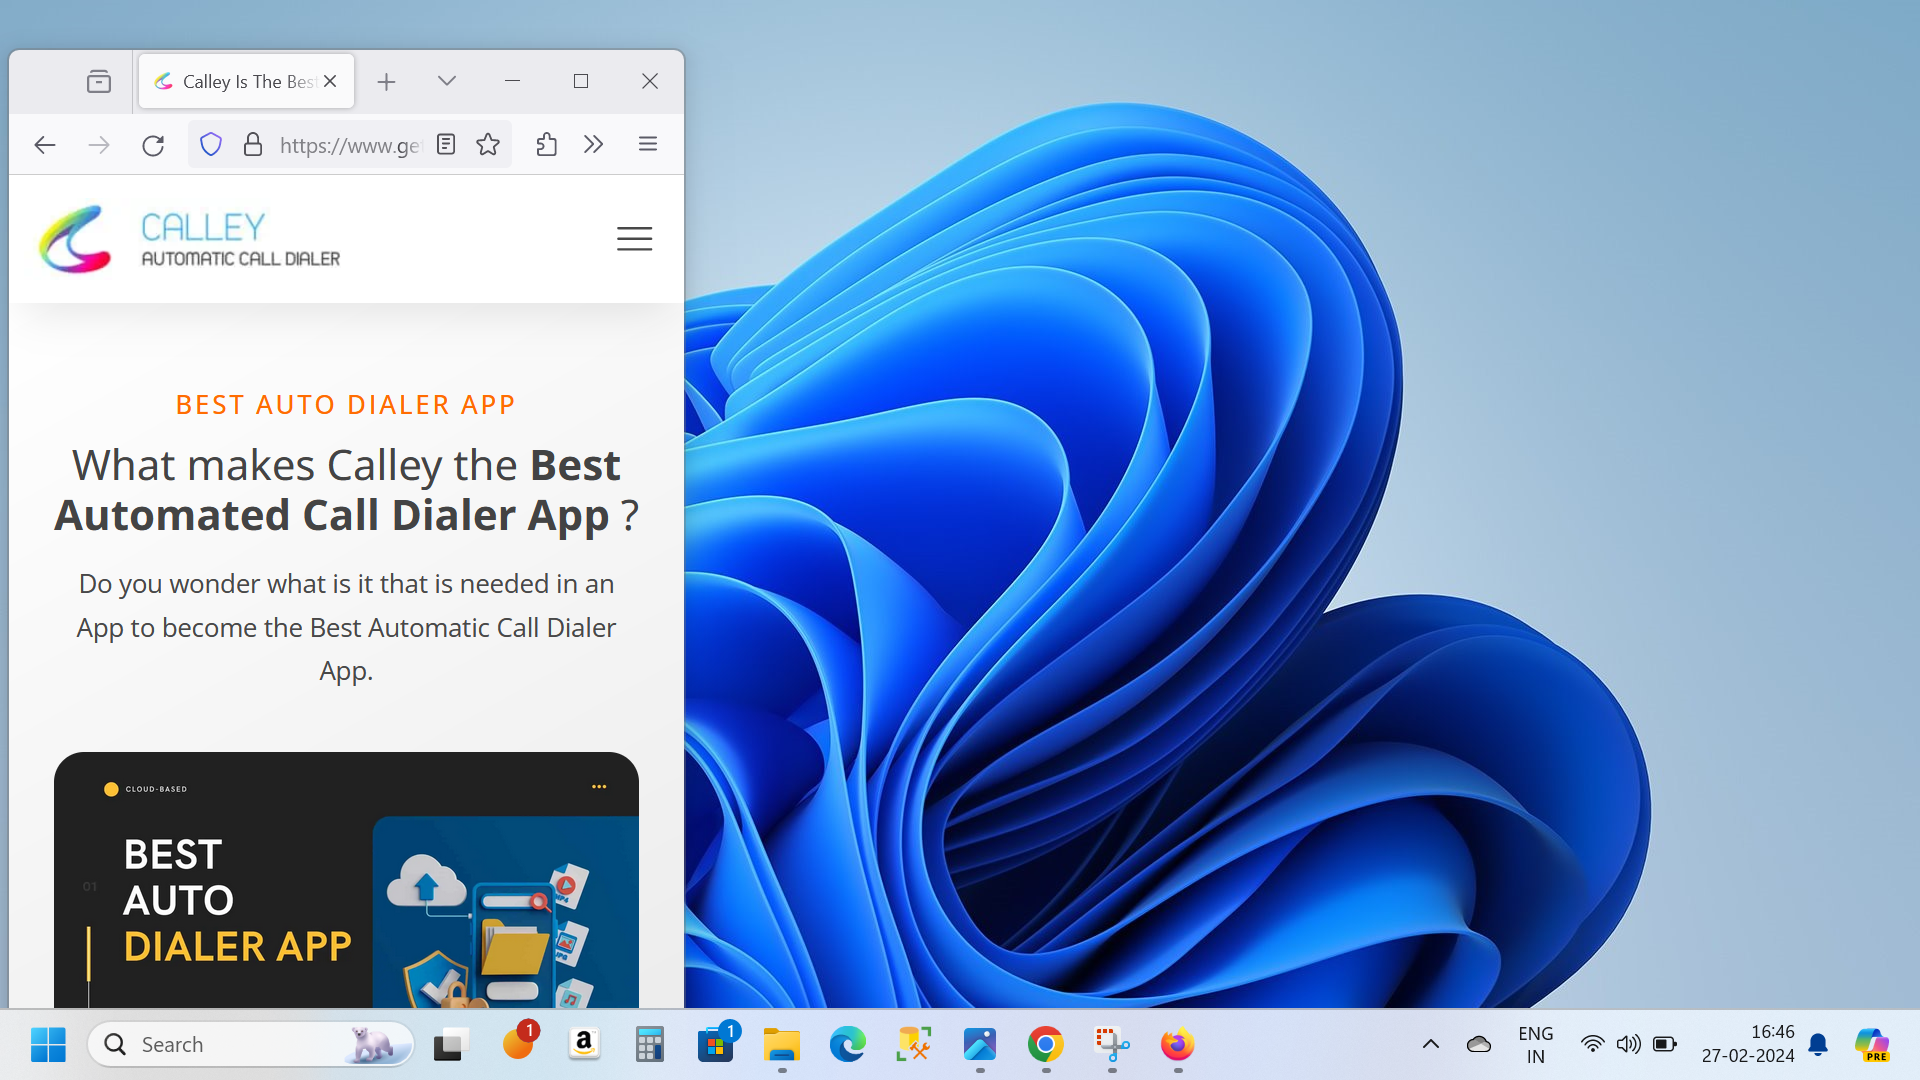 Calley Is The Best
https://www.get
CALLEY
AUTOMATIC CALL DIALER
BEST AUTO DIALER APP
What makes Calley the Best
Automated Call Dialer App ?
Do you wonder what is it that is needed in an
App to become the Best Automatic Call Dialer
App.
CLOUD-BASED
BEST
AUTO
DIALER APP
01
MP4
Search
1
a
1
ENG
IN
16:46
27-02-2024
PRE